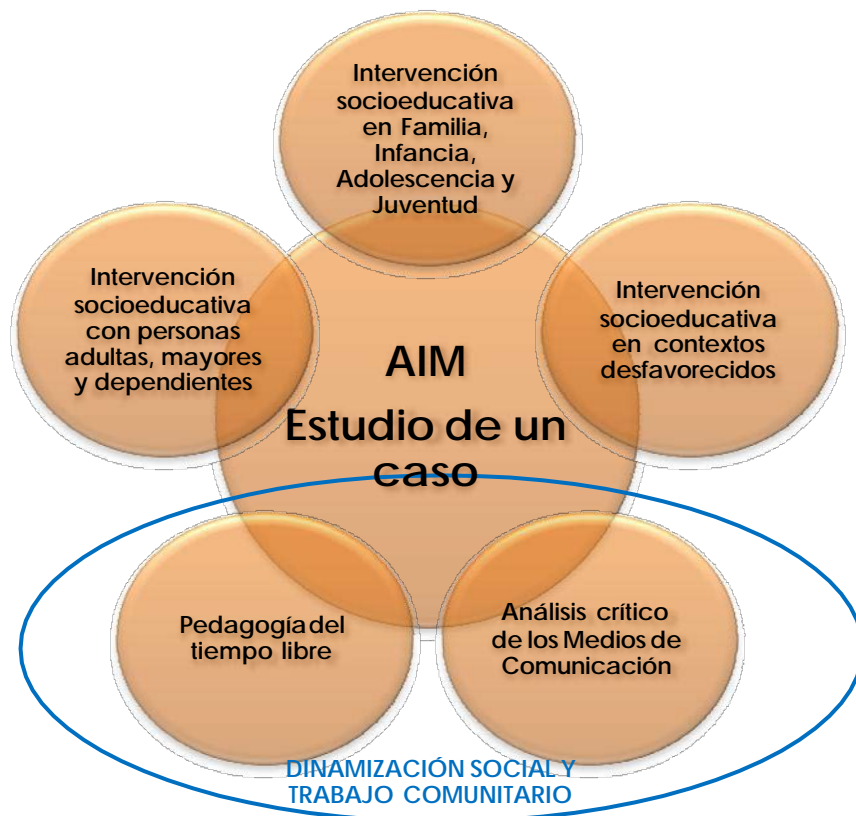 Intervención
socioeducativa
en Familia,
Infancia,
Adolescencia y
Juventud
Intervención
socioeducativa
con personas
adultas, mayores
y dependientes
Intervención
socioeducativa
en contextos
desfavorecidos
AIM
Estudio de un
caso
Pedagogía del
tiempo libre
Análisis crítico
de los Medios de
Comunicación
DINAMIZACIÓN SOCIAL Y
TRABAJO COMUNITARIO